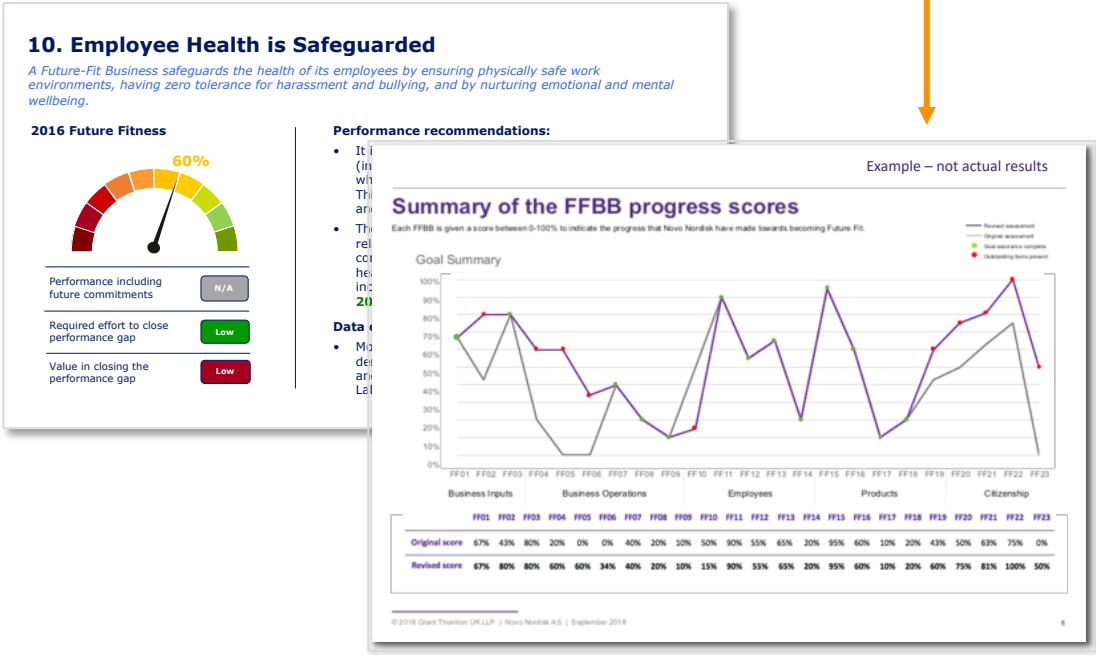 10. Employee Health is Safeguarded
A Future-Fit Business safeguards the health of its employees by ensuring physically safe work
environments, having zero tolerance for harassment and bullying, and by nurturing emotional and mental
wellbeing.
2016 Future Fitness
60%
Performance including
future commitments
N/A
Required effort to close
performance gap
Low
Value in closing the
performance gap
Low
Performance recommendations:
• It
•
20
Data
•
Example – not actual results
Summary of the FFBB progress scores
Each FFBB is given a score between 0-100% to indicate the progress that Novo Nordisk have made towards becoming Future Fit.
Revised assessment
Original assessment
Goal assurance complete
Outstanding items present
Goal Summary
100%
90%
80%
70%
60%
50%
40%
30%
20%
10%
0%
FF01 FF02 FF03 FF04 FF05 FF06 FF07 FF08 FF09 FF10 FF11 FF12 FF13 FF14 FF15 FF16 FF17 FF18 FF19 FF20 FF21 FF22 FF23
Business Inputs Business Operations Employees Products Citizenship
FF01 FF02 FF03 FF04 FF05 FF06 FF07 FF08 FF09 FF10 FF11 FF12 FF13 FF14 FF15 FF16 FF17 FF18 FF19 FF20 FF21 FF22 FF23
Original score 67% 43% 80% 20% 0% 0% 40% 20% 10% 50% 90% 55% 65% 20% 95% 60% 10% 20% 43% 50% 63% 75% 0%
Revised score 67% 80% 80% 60% 60% 34% 40% 20% 10% 15% 90% 55% 65% 20% 95% 60% 10% 20% 60% 75% 81% 100% 50%
© 2018 Grant Thornton UK LLP | Novo Nordisk AS | September 2018
8